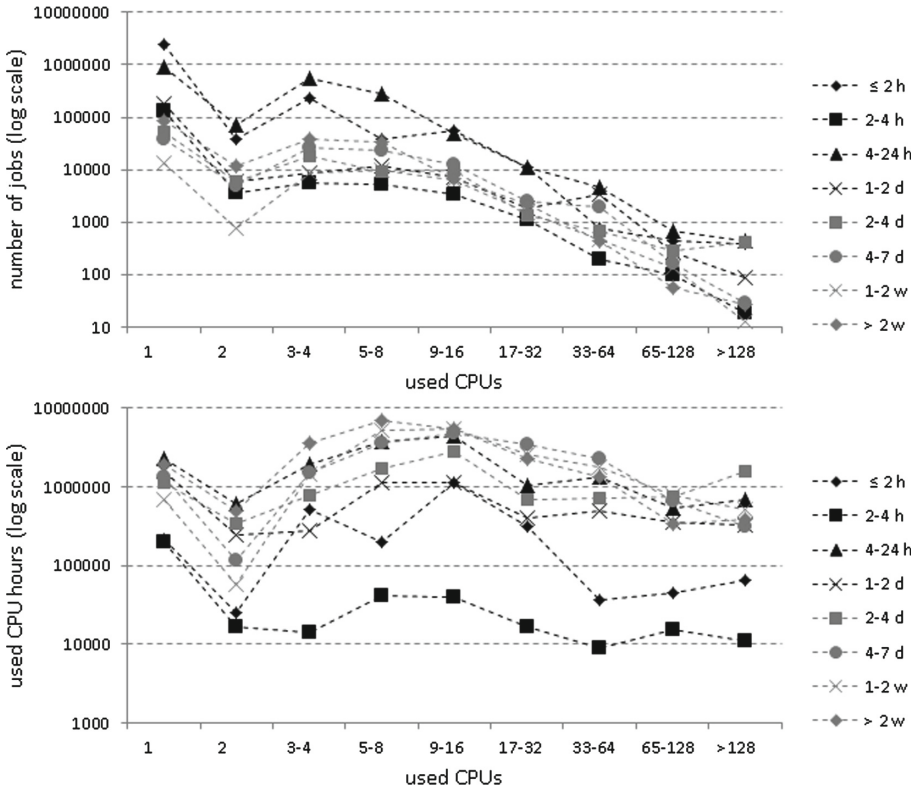 number of jobs (log scale)
10000000
1000000
100000
10000
1000
100
10
1 2 3-4 5-8 9-16 17-32 33-64 65-128 >128
used CPUs
≤ 2 h
2-4 h
4-24 h
1-2 d
2-4 d
4-7 d
1-2 w
> 2 w
used CPU hours (log scale)
10000000
1000000
100000
10000
1000
1 2 3-4 5-8 9-16 17-32 33-64 65-128 >128
used CPUs
≤ 2 h
2-4 h
4-24 h
1-2 d
2-4 d
4-7 d
1-2 w
> 2 w